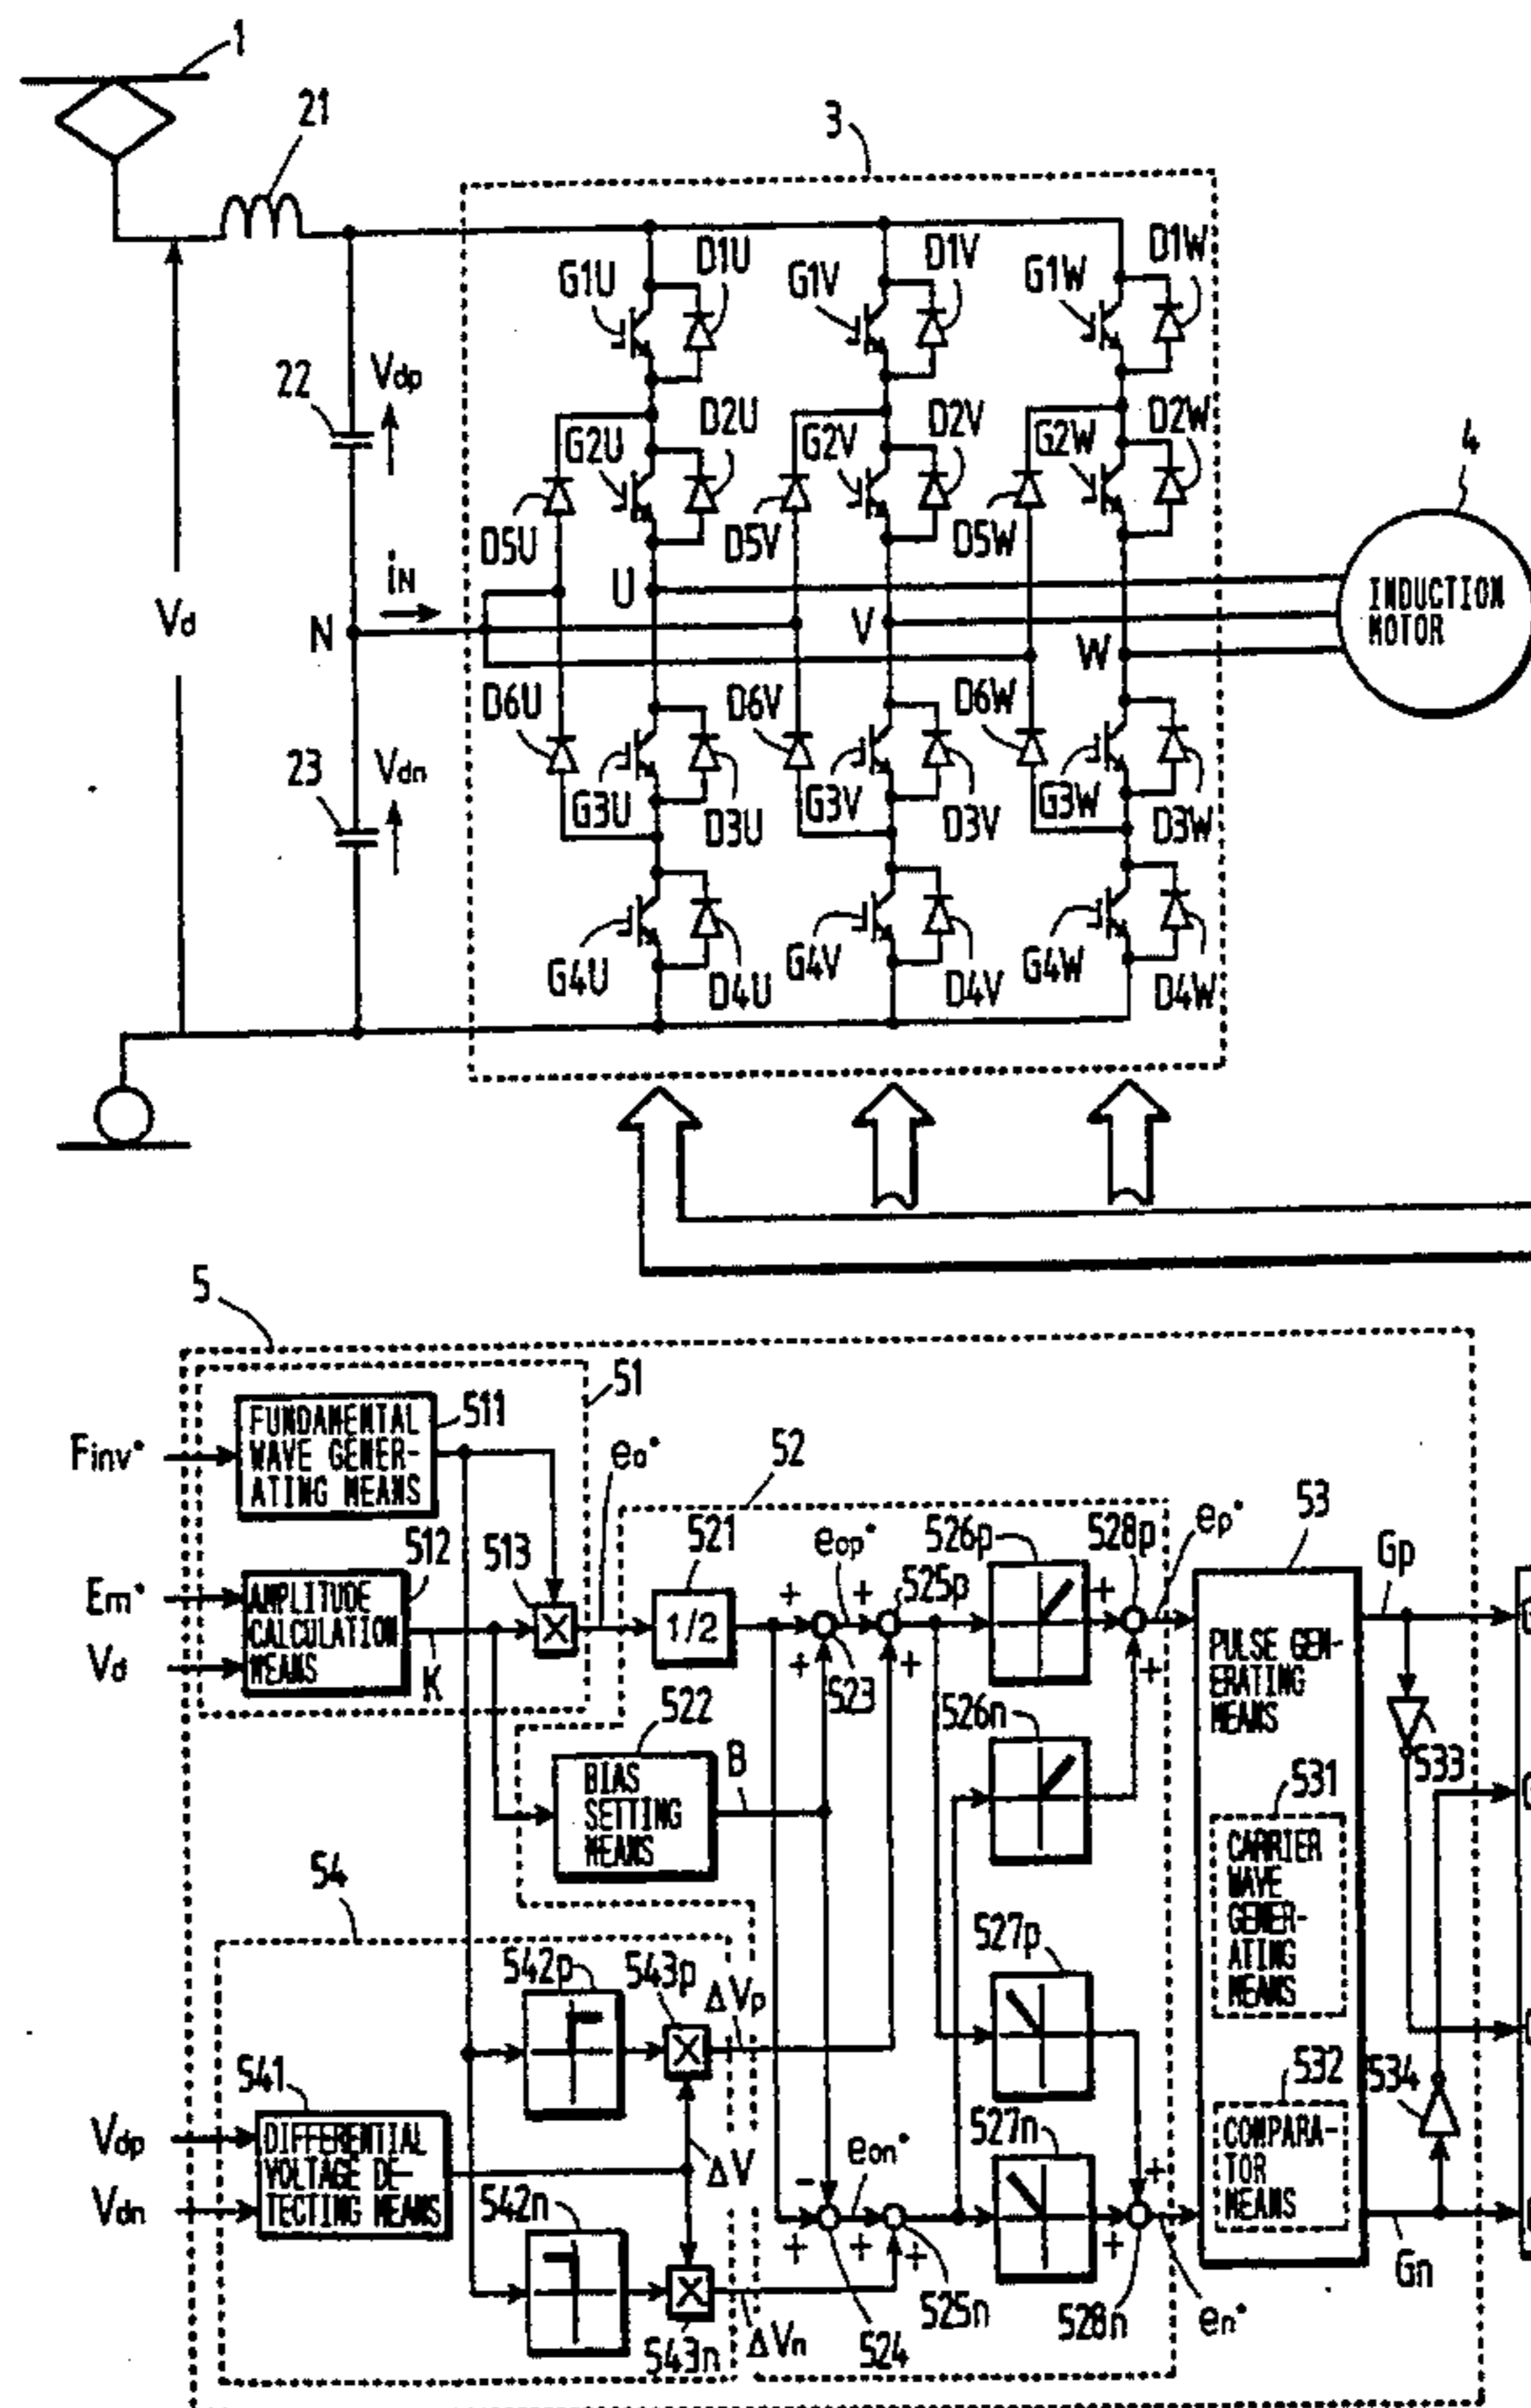 1
21
3
G1U
D1U
G1V
D1V
G1W
D1W
22
Vdp
G2U
D2U
G2V
D2V
G2W
D2W
4
D5U
D5V
D5W
iN
U
Vd
N
V
W
INDUCTION
MOTOR
D6U
D6V
D6W
23
Vdn
G3U
D3U
G3V
D3V
G3W
D3W
G4U
D4U
G4V
D4V
G4W
D4W
5
51
511
Finv*
FUNDAMENTAL
WAVE GENER-
ATING MEANS
eo*
52
512
513
521
eop*
525p
526p
528p
ep*
53
Gp
Em*
Vd
AMPLITUDE
CALCULATION
MEANS
K
X
1/2
+
+
+
+
+
+
523
PULSE GEN-
ERATING
MEANS
522
526n
B
BIAS
SETTING
MEANS
533
531
CARRIER
WAVE
GENER-
ATING
MEANS
54
542p
543p
ΔVp
527p
X
541
532
534
Vdp
Vdn
DIFFERENTIAL
VOLTAGE DE-
TECTING MEANS
ΔV
eon*
527n
COMPARA-
TOR
MEANS
542n
-
+
+
+
+
+
X
543n
ΔVn
524
525n
528n
en*
Gn